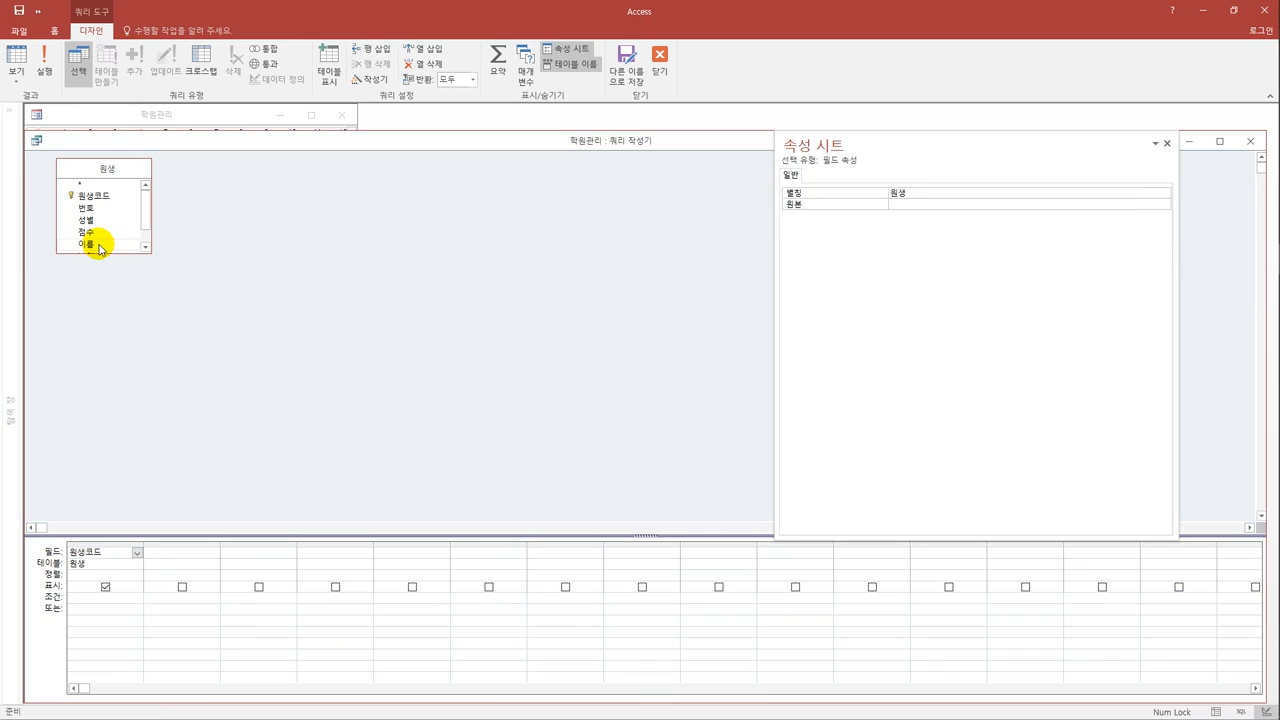 쿼리 도구
Access
파일 홈 디자인 수행할 작업을 알려 주세요.
로그인
보기 실행 선택 테이블 만들기 추가 업데이트 크로스탭 삭제 통합 통과 데이터 정의 테이블 표시 행 삽입 행 삭제 작성기 열 삽입 열 삭제 반환: 모두 요약 매개 변수 속성 시트 테이블 이름 다른 이름으로 저장 닫기
결과 쿼리 유형 쿼리 설정 표시/숨기기 닫기
학원관리
학원관리 : 쿼리 작성기
원생
*
원생코드
번호
성별
점수
이름
속성 시트
선택 유형: 필드 속성
일반
별칭 원생
원본
탐색 창
필드: 원생코드
테이블: 원생
정렬:
표시:
조건:
또는:
준비
Num Lock
SQL